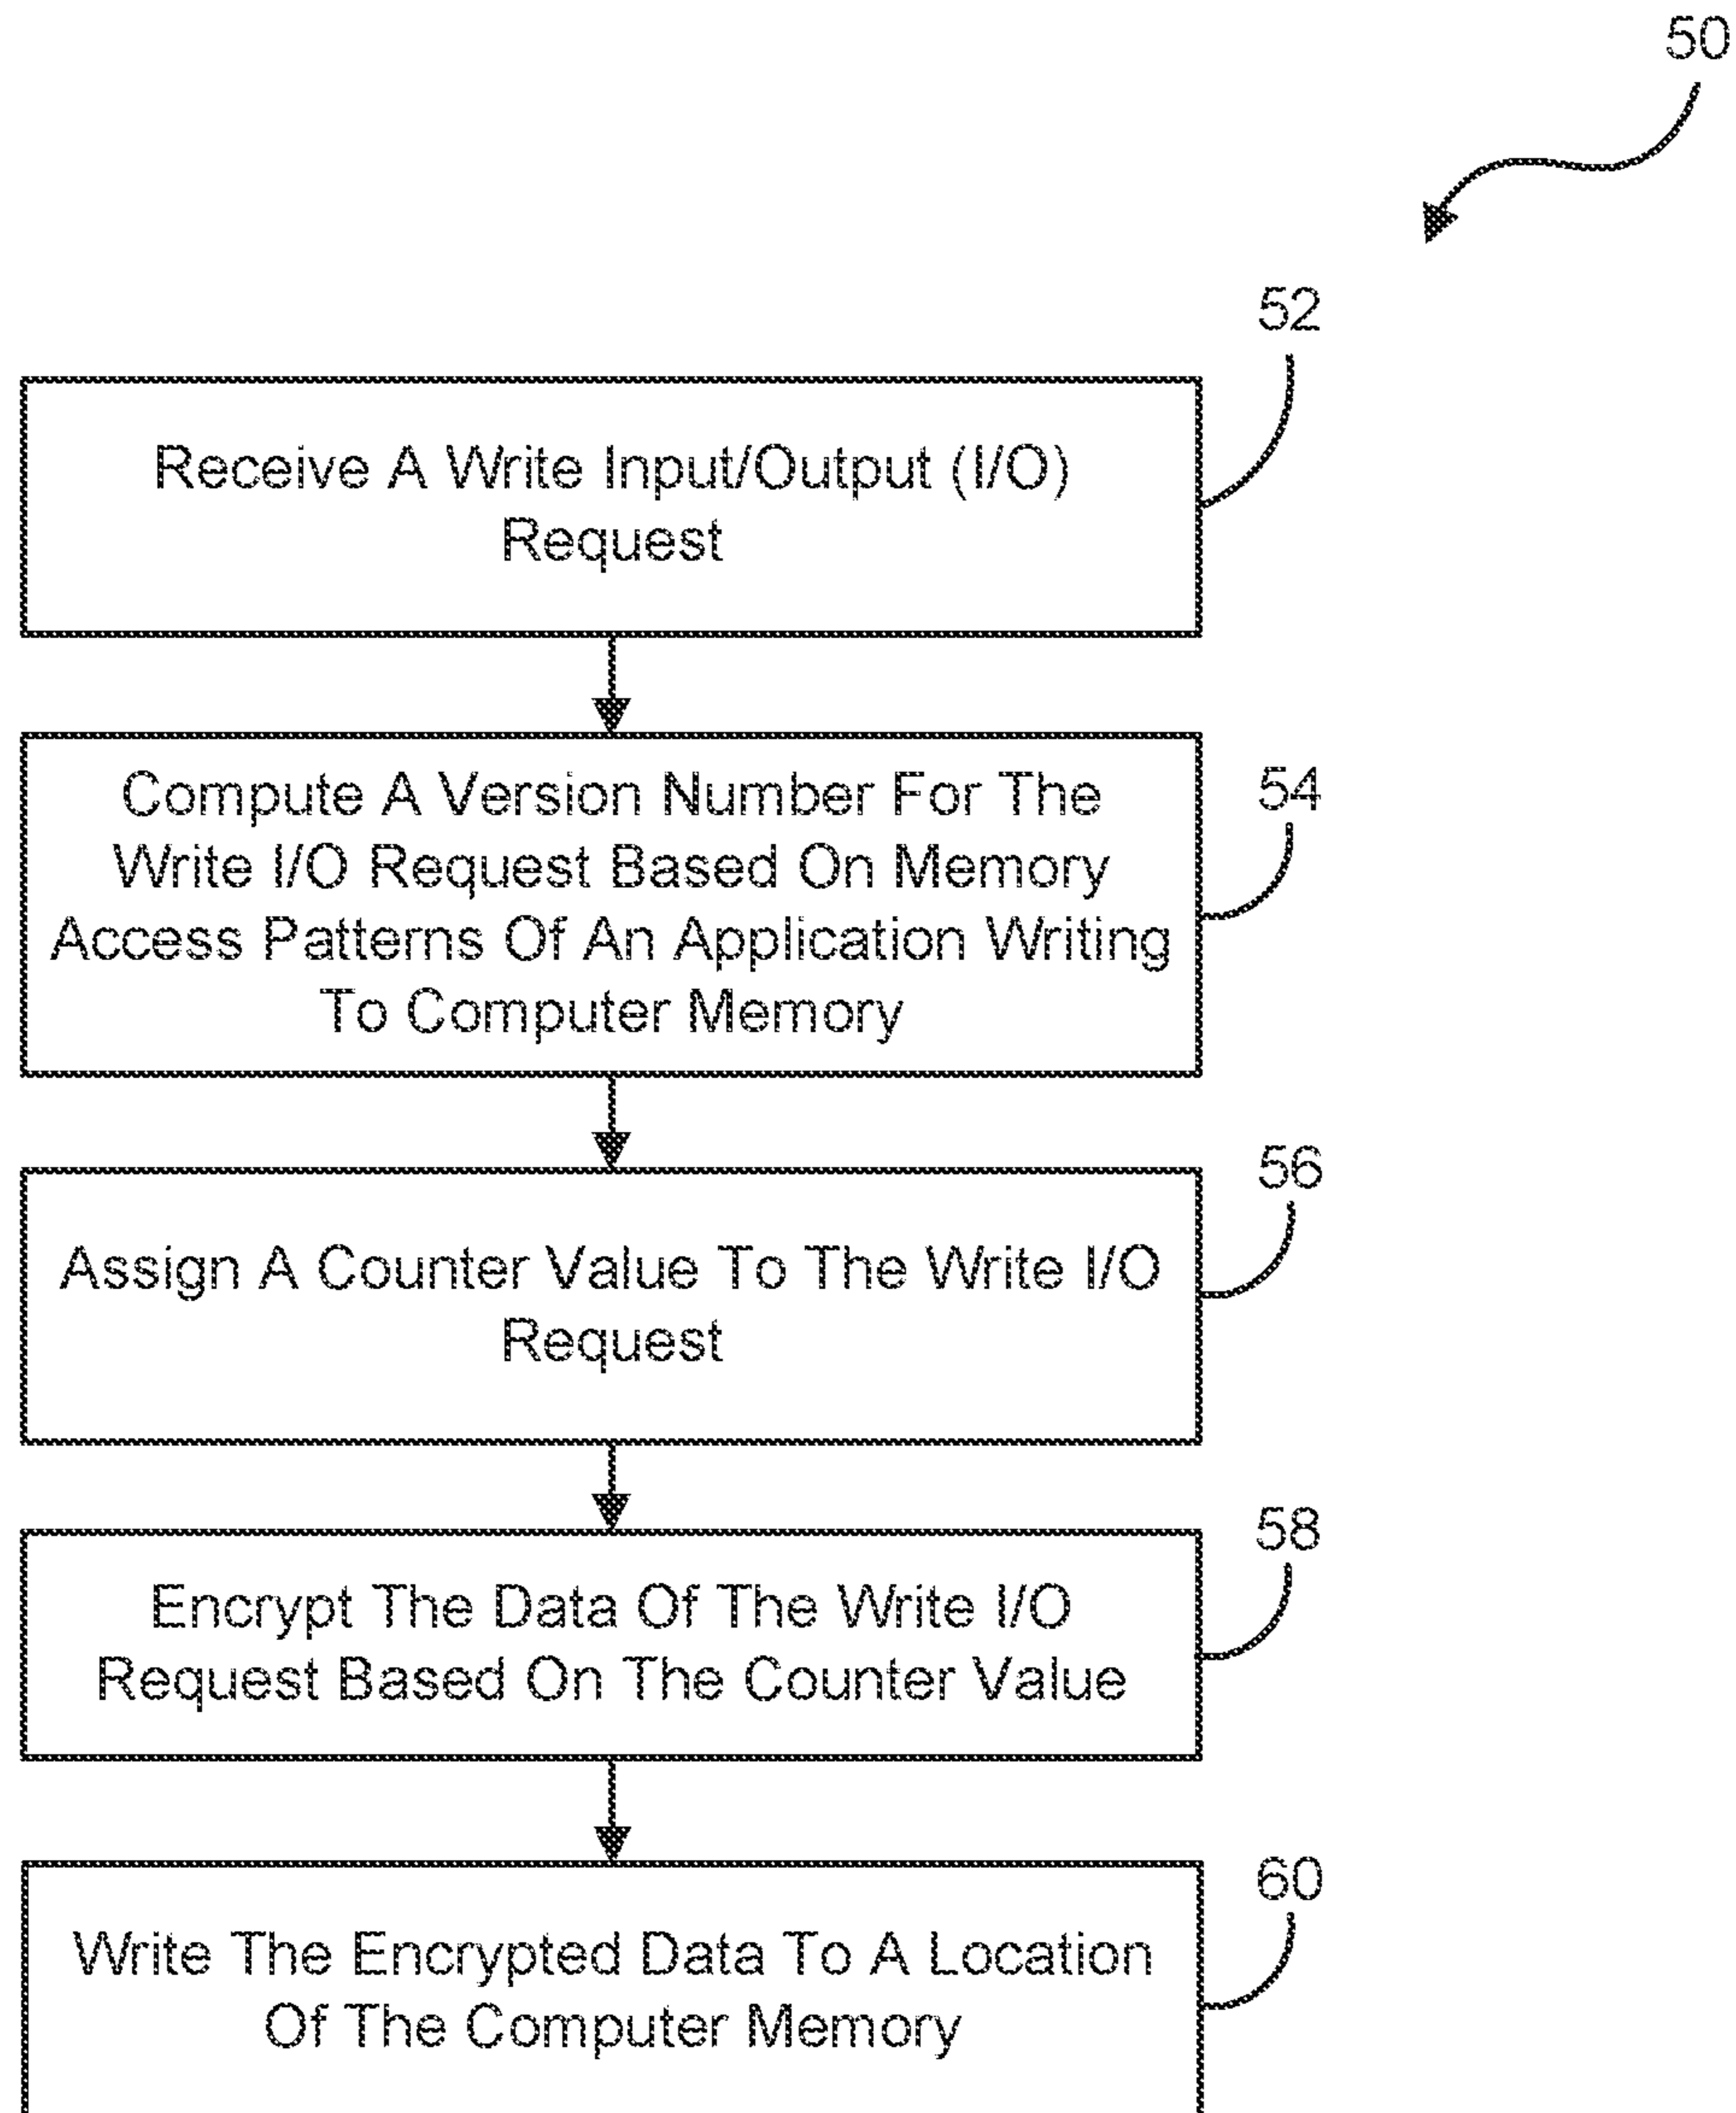 50
52
Receive A Write Input/Output (I/O)
Request
54
Compute A Version Number For The
Write I/O Request Based On Memory
Access Patterns Of An Application Writing
To Computer Memory
56
Assign A Counter Value To The Write I/O
Request
58
Encrypt The Data Of The Write I/O
Request Based On The Counter Value
60
Write The Encrypted Data To A Location
Of The Computer Memory